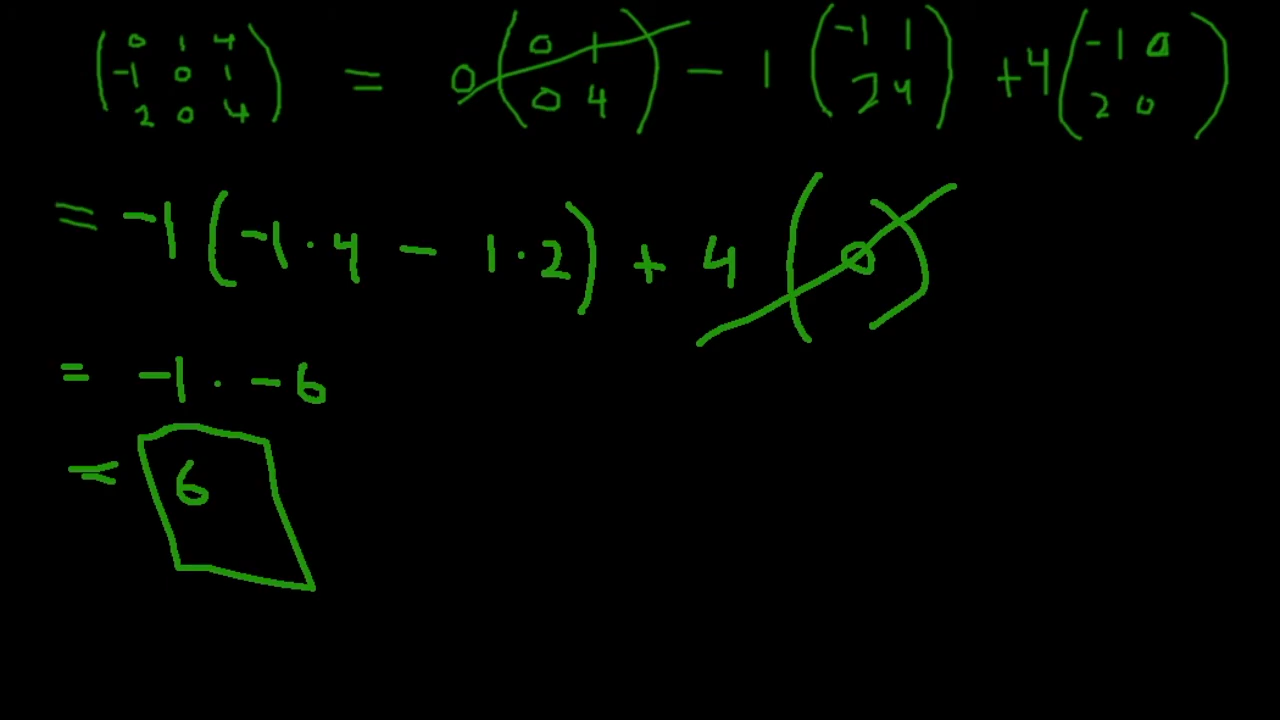 ( 0 1 4 = 0 ( 0 1 ) - 1 ( -1 1 ) +4 ( -1 0 )
-1 0 1 0 4 2 4 2 0
2 0 4 )
= -1 ( -1 · 4 - 1 · 2 ) + 4 ( 0 )
= -1 · -6
= 6